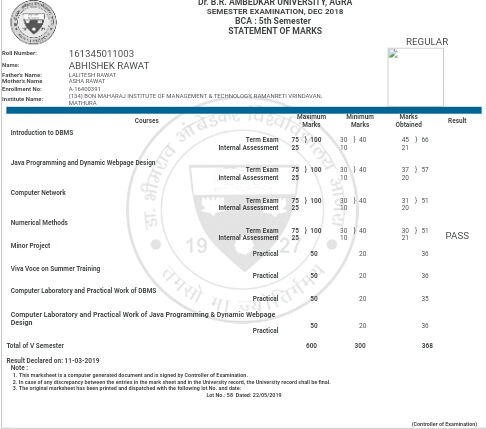 Dr. B.R. AMBEDKAR UNIVERSITY, AGRA
SEMESTER EXAMINATION, DEC 2018
BCA : 5th Semester
STATEMENT OF MARKS
REGULAR
Roll Number: 161345011003
Name: ABHISHEK RAWAT
Father's Name: LALITESH RAWAT
Mother's Name: ASHA RAWAT
Enrollment No: A-16400391
Institute Name: (134) BON MAHARAJ INSTITUTE OF MANAGEMENT & TECHNOLOGY, RAMANRETI VRINDAVAN,
MATHURA
Courses Maximum Marks Minimum Marks Marks Obtained Result
Introduction to DBMS
Term Exam 75 } 100 30 } 40 45 } 66
Internal Assessment 25 10 21
Java Programming and Dynamic Webpage Design
Term Exam 75 } 100 30 } 40 37 } 57
Internal Assessment 25 10 20
Computer Network
Term Exam 75 } 100 30 } 40 31 } 51
Internal Assessment 25 10 20
Numerical Methods
Term Exam 75 } 100 30 } 40 30 } 51
Internal Assessment 25 10 21
PASS
Minor Project
Practical 50 20 36
Viva Voce on Summer Training
Practical 50 20 36
Computer Laboratory and Practical Work of DBMS
Practical 50 20 35
Computer Laboratory and Practical Work of Java Programming & Dynamic Webpage
Design
Practical 50 20 36
Total of V Semester 600 300 368
Result Declared on: 11-03-2019
Note :
1. This marksheet is a computer generated document and is signed by Controller of Examination.
2. In case of any discrepancy between the entries in the mark sheet and in the University record, the University record shall be final.
3. The original marksheet has been printed and dispatched with the following lot No. and date:
Lot No.: 58 Dated: 22/05/2019
(Controller of Examination)
19 27